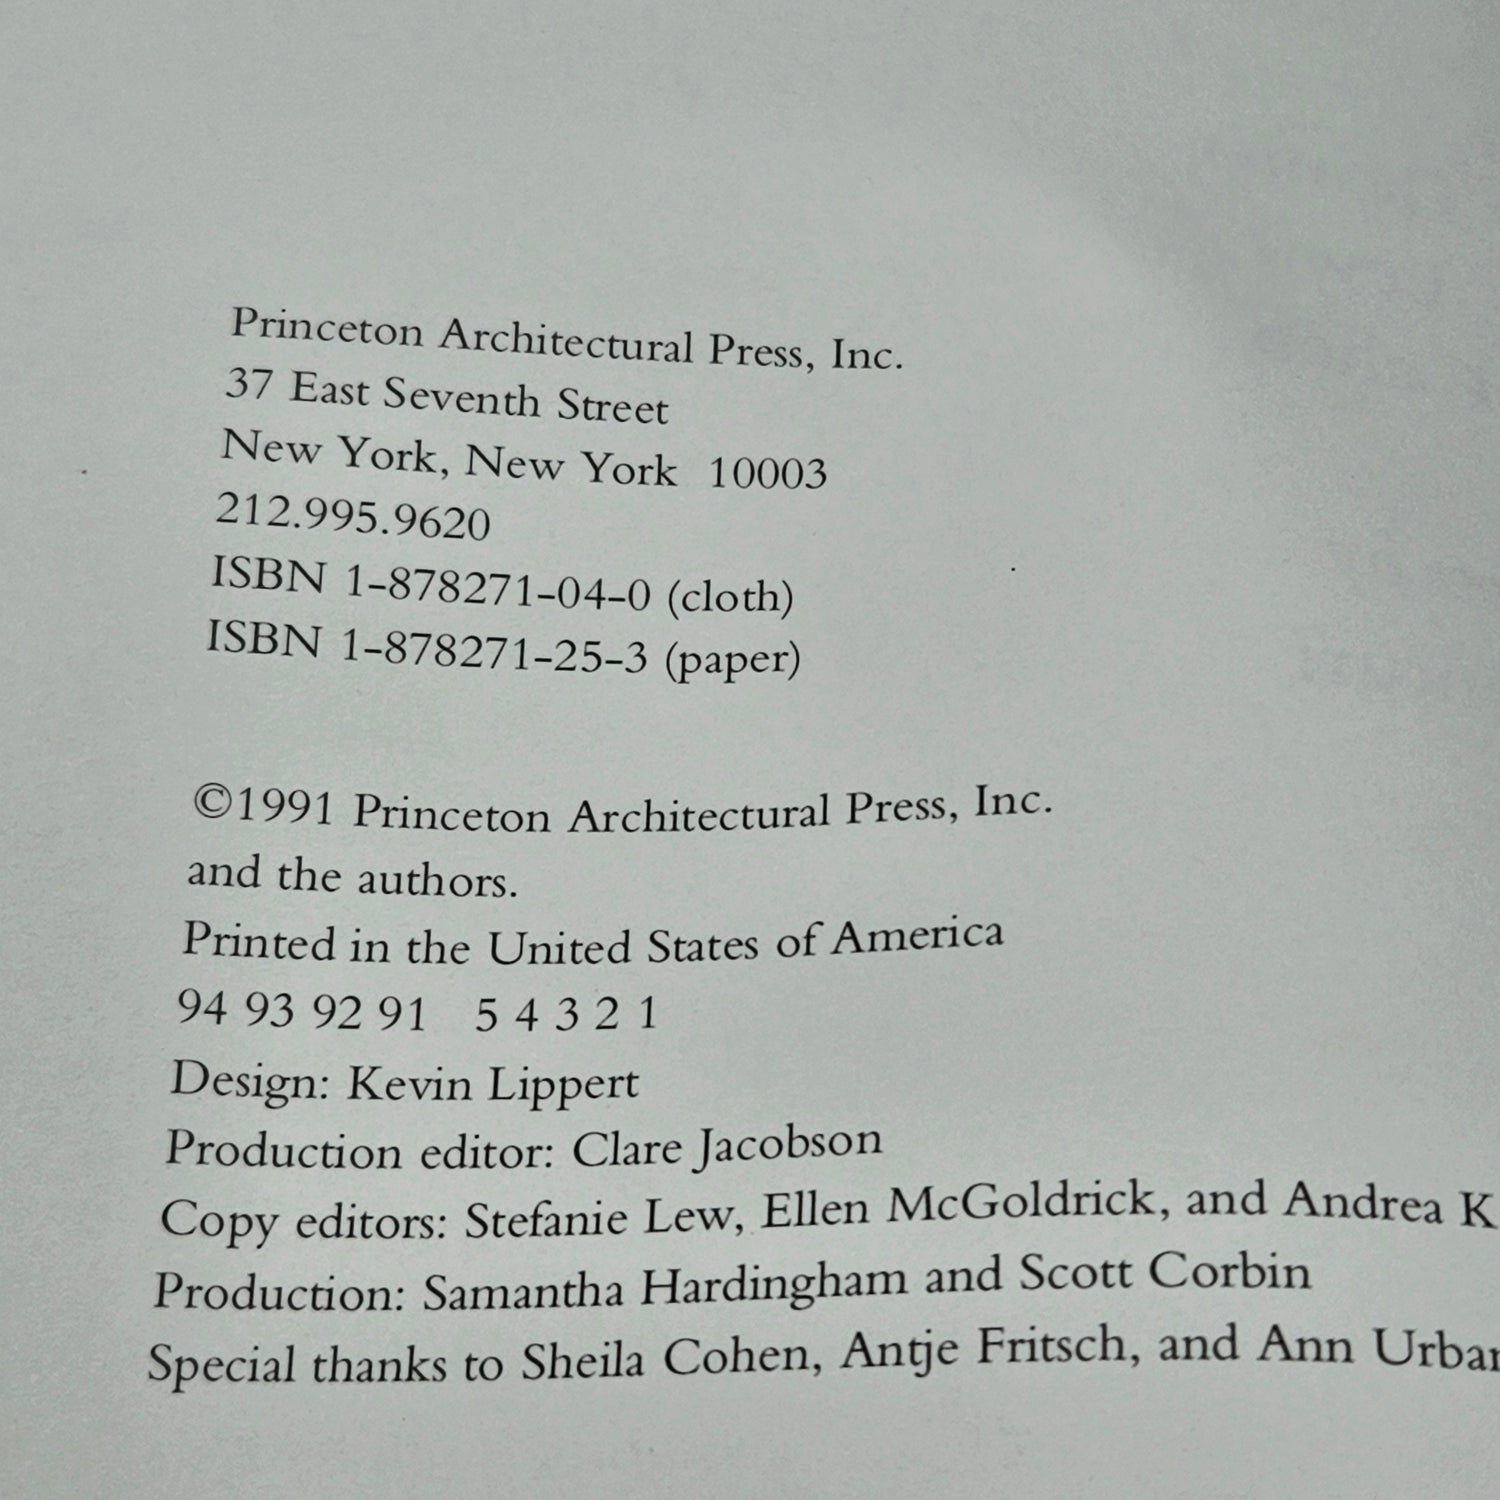 Princeton Architectural Press, Inc.
37 East Seventh Street
New York, New York 10003
212.995.9620
ISBN 1-878271-04-0 (cloth)
ISBN 1-878271-25-3 (paper)
©1991 Princeton Architectural Press, Inc.
and the authors.
Printed in the United States of America
94 93 92 91 5 4 3 2 1
Design: Kevin Lippert
Production editor: Clare Jacobson
Copy editors: Stefanie Lew, Ellen McGoldrick, and Andrea K
Production: Samantha Hardingham and Scott Corbin
Special thanks to Sheila Cohen, Antje Fritsch, and Ann